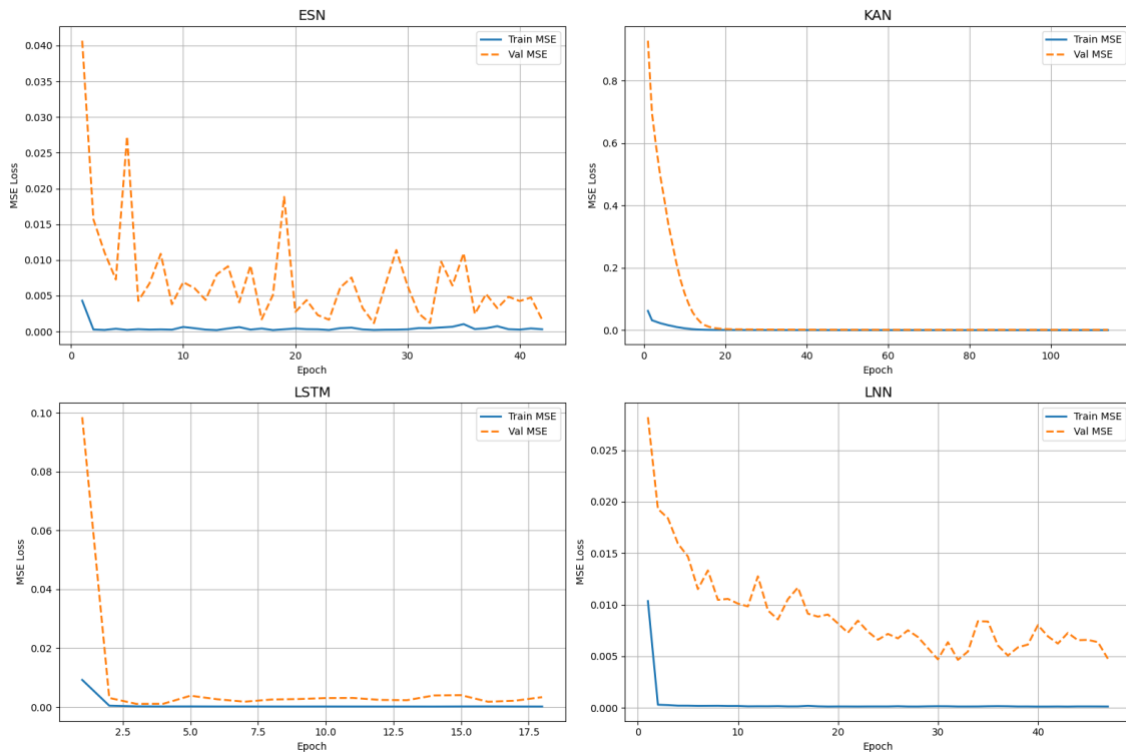 ESN
0.040
0.035
0.030
0.025
0.020
0.015
0.010
0.005
0.000
MSE Loss
0
10
20
30
40
Epoch
Train MSE
Val MSE
KAN
0.8
0.6
0.4
0.2
0.0
MSE Loss
0
20
40
60
80
100
Epoch
Train MSE
Val MSE
LSTM
0.10
0.08
0.06
0.04
0.02
0.00
MSE Loss
2.5
5.0
7.5
10.0
12.5
15.0
17.5
Epoch
Train MSE
Val MSE
LNN
0.025
0.020
0.015
0.010
0.005
0.000
MSE Loss
0
10
20
30
40
Epoch
Train MSE
Val MSE